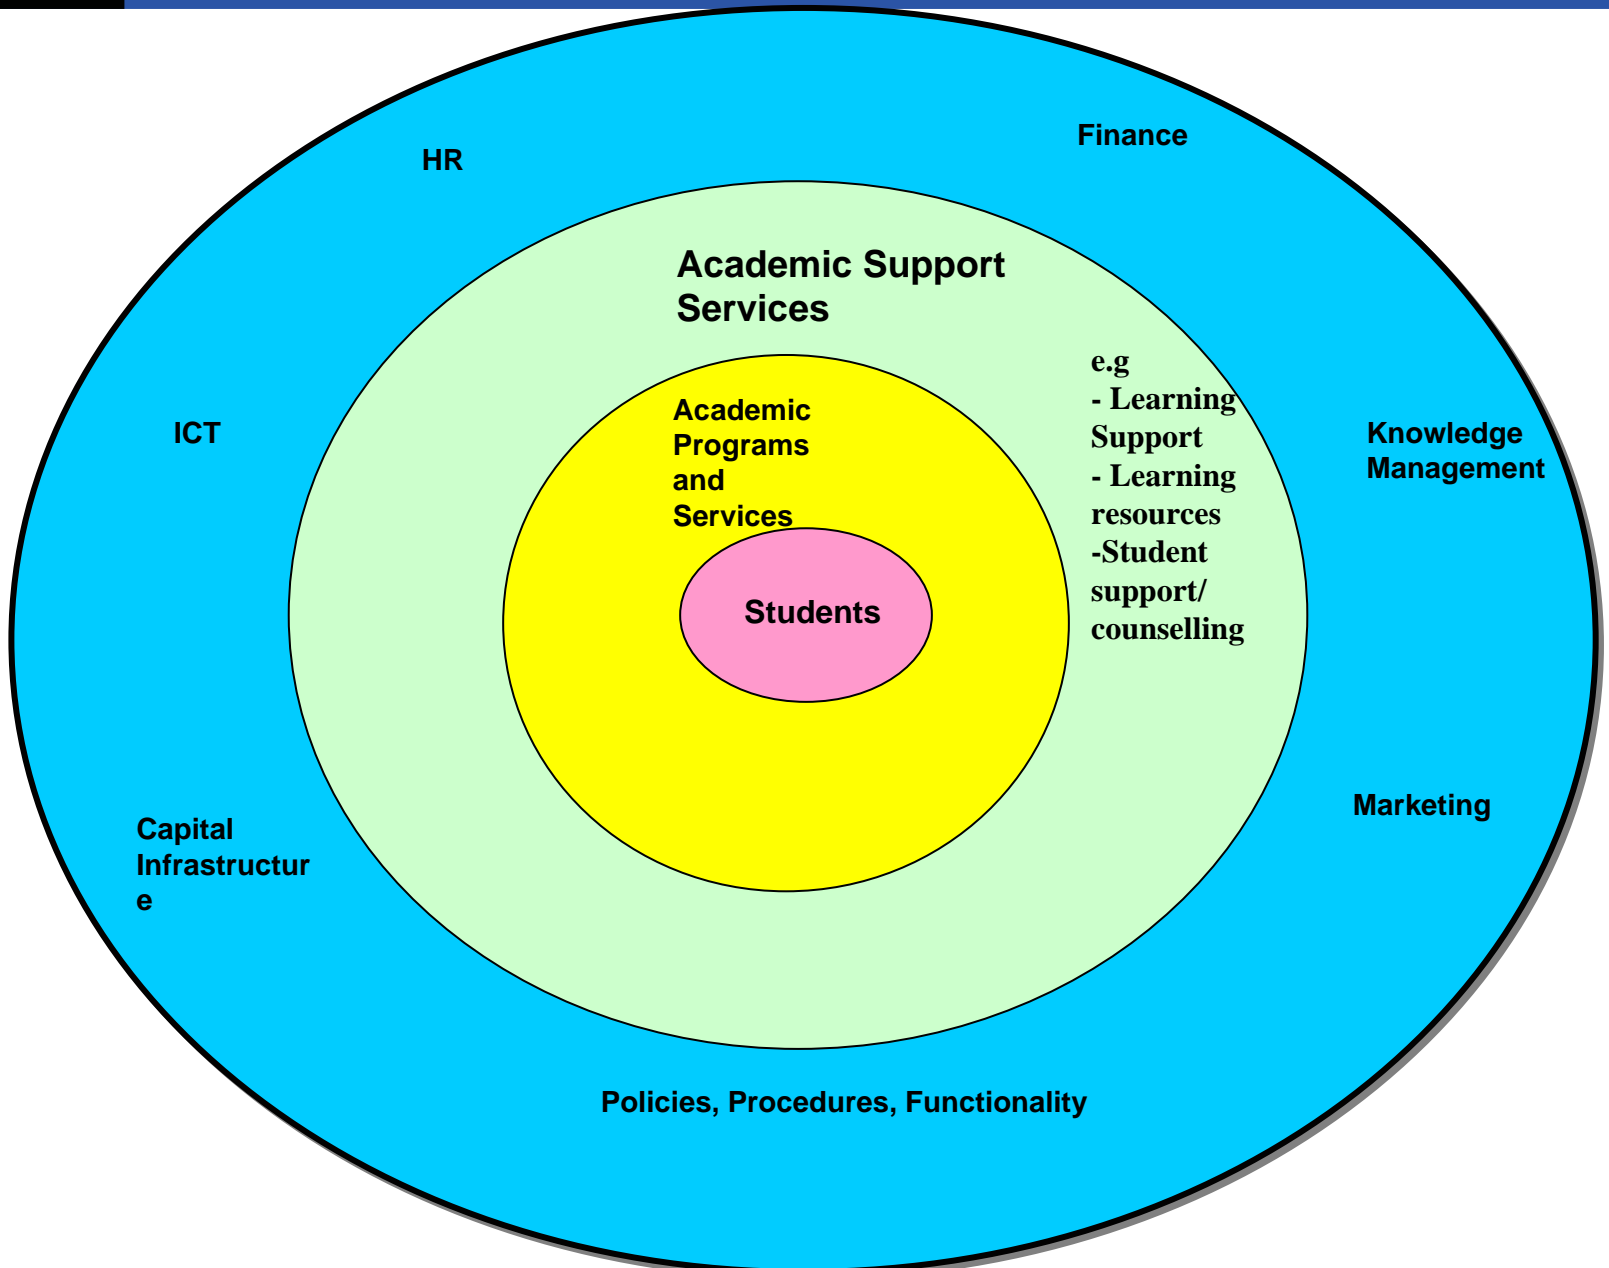 Finance
HR
Academic Support
Services
e.g
- Learning
Support
- Learning
resources
-Student
support/
counselling
Academic
Programs
and
Services
ICT
Knowledge
Management
Students
Marketing
Capital
Infrastructur
e
Policies, Procedures, Functionality